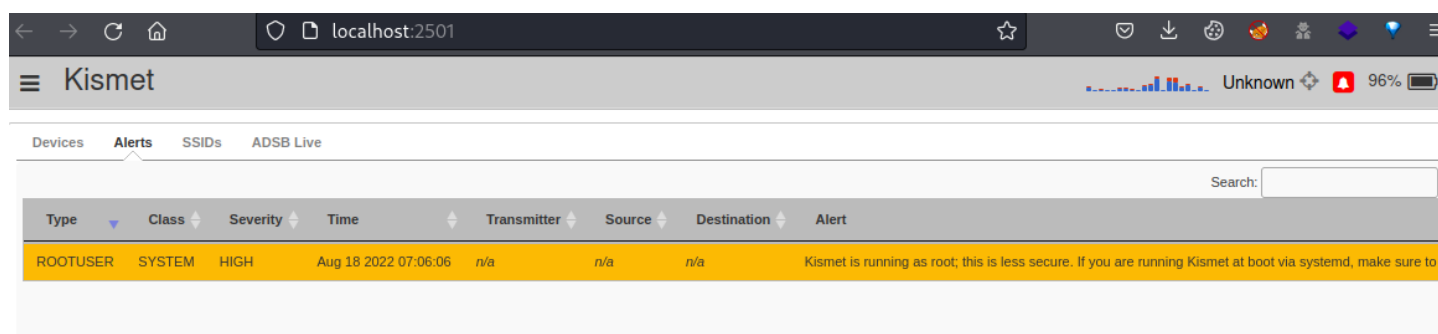 localhost:2501
Kismet Unknown 96%
Devices Alerts SSIDs ADSB Live
Search:
Type Class Severity Time Transmitter Source Destination Alert
ROOTUSER SYSTEM HIGH Aug 18 2022 07:06:06 n/a n/a n/a Kismet is running as root; this is less secure. If you are running Kismet at boot via systemd, make sure to